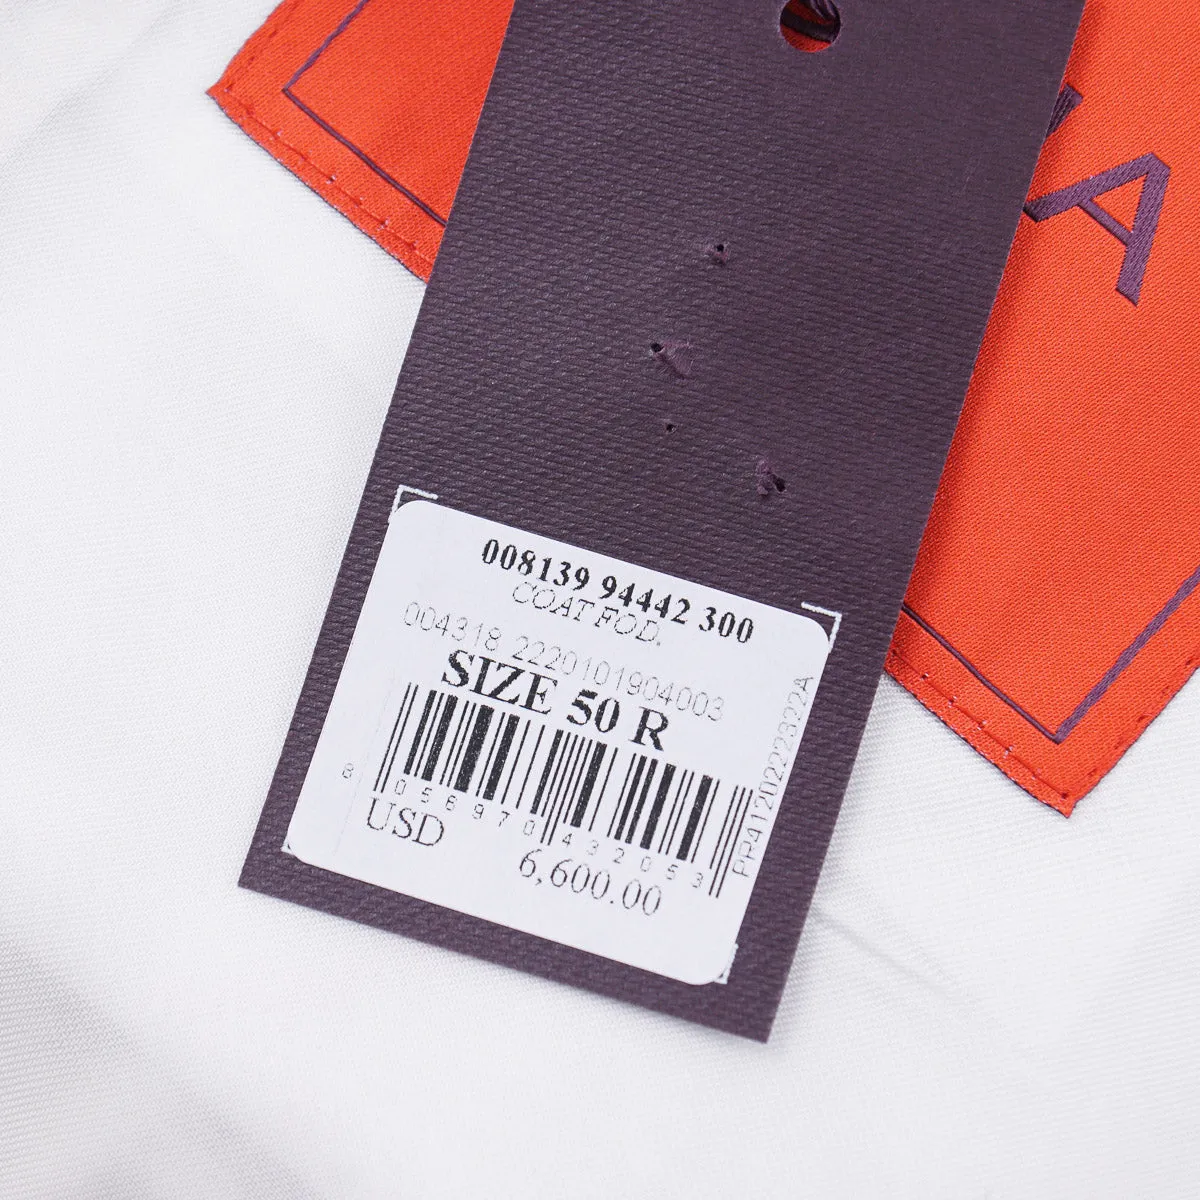 A
008139 94442 300
COAT FOD.
004318 2220101904003
SIZE 50 R
8 056970 432053
USD 6,600.00
PR4120222322A